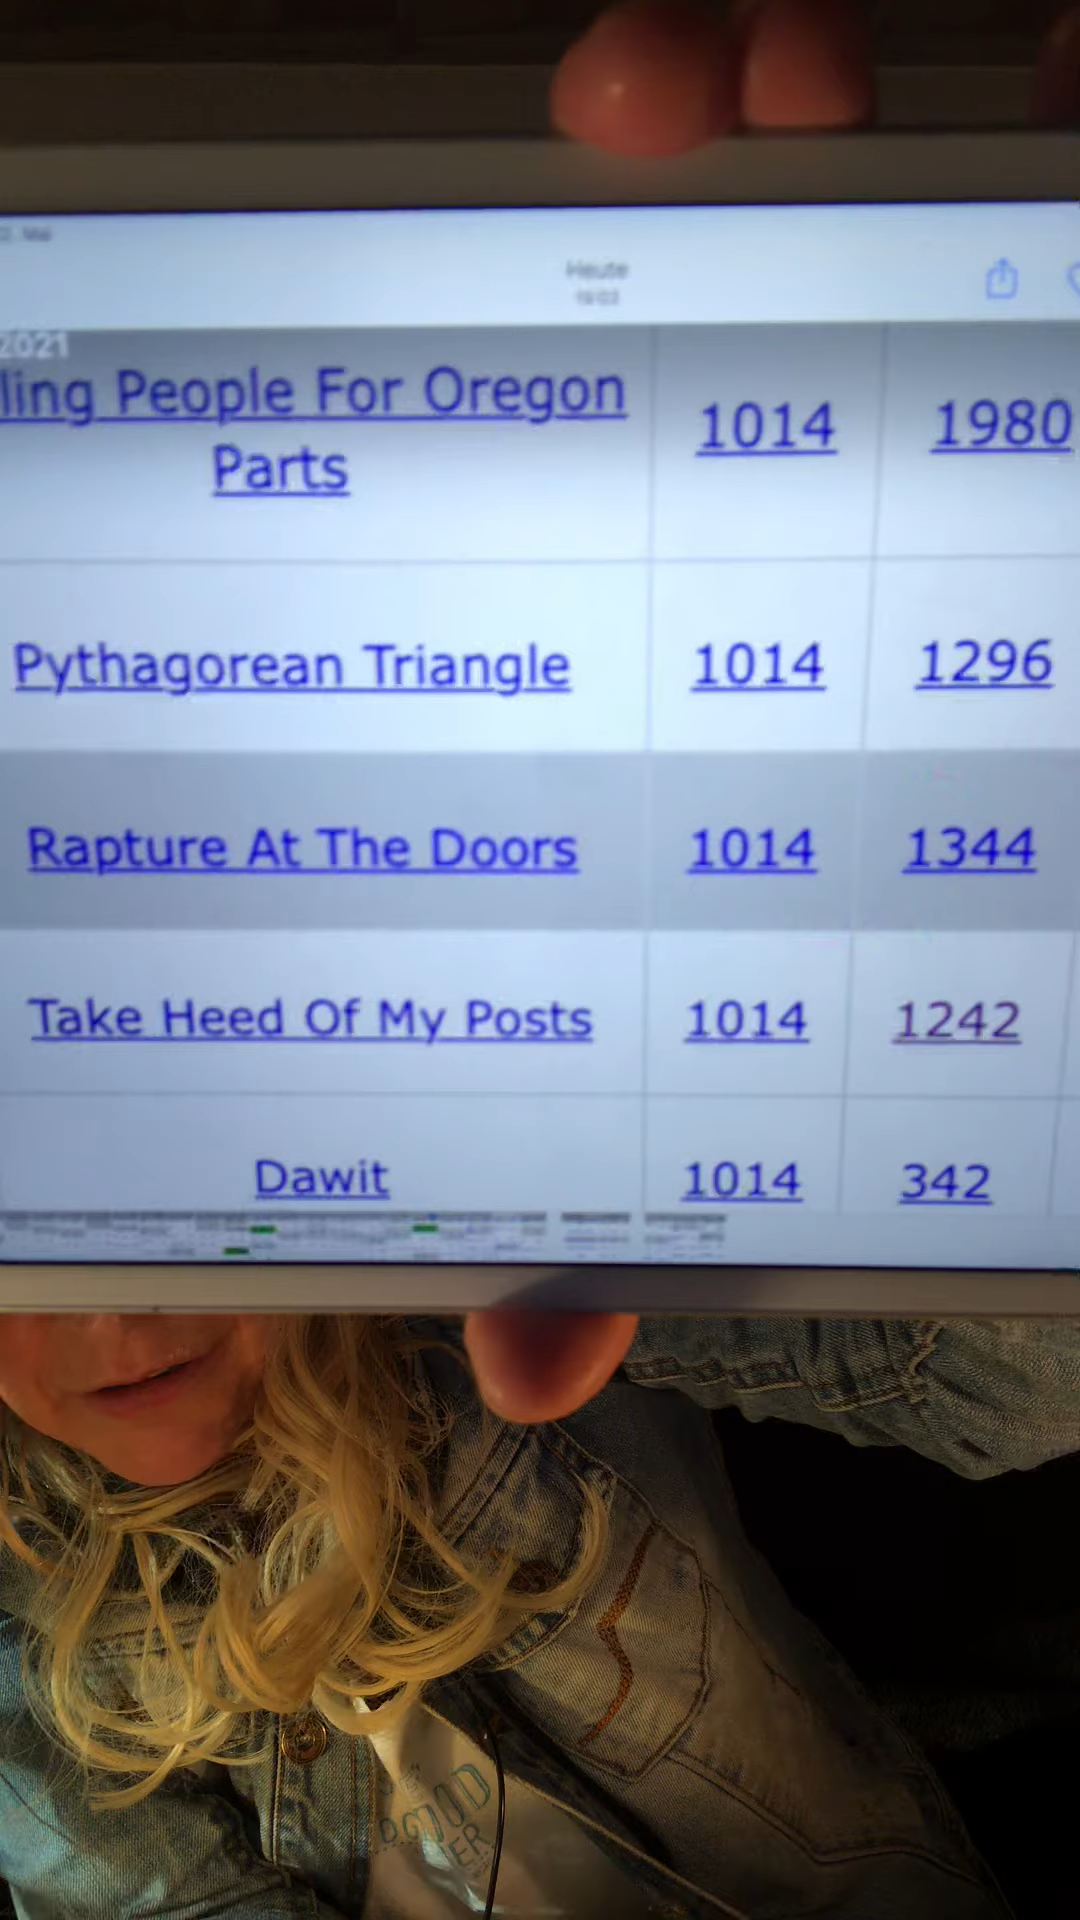 Heute
2021
ling People For Oregon
Parts
1014
1980
Pythagorean Triangle
1014
1296
Rapture At The Doors
1014
1344
Take Heed Of My Posts
1014
1242
Dawit
1014
342